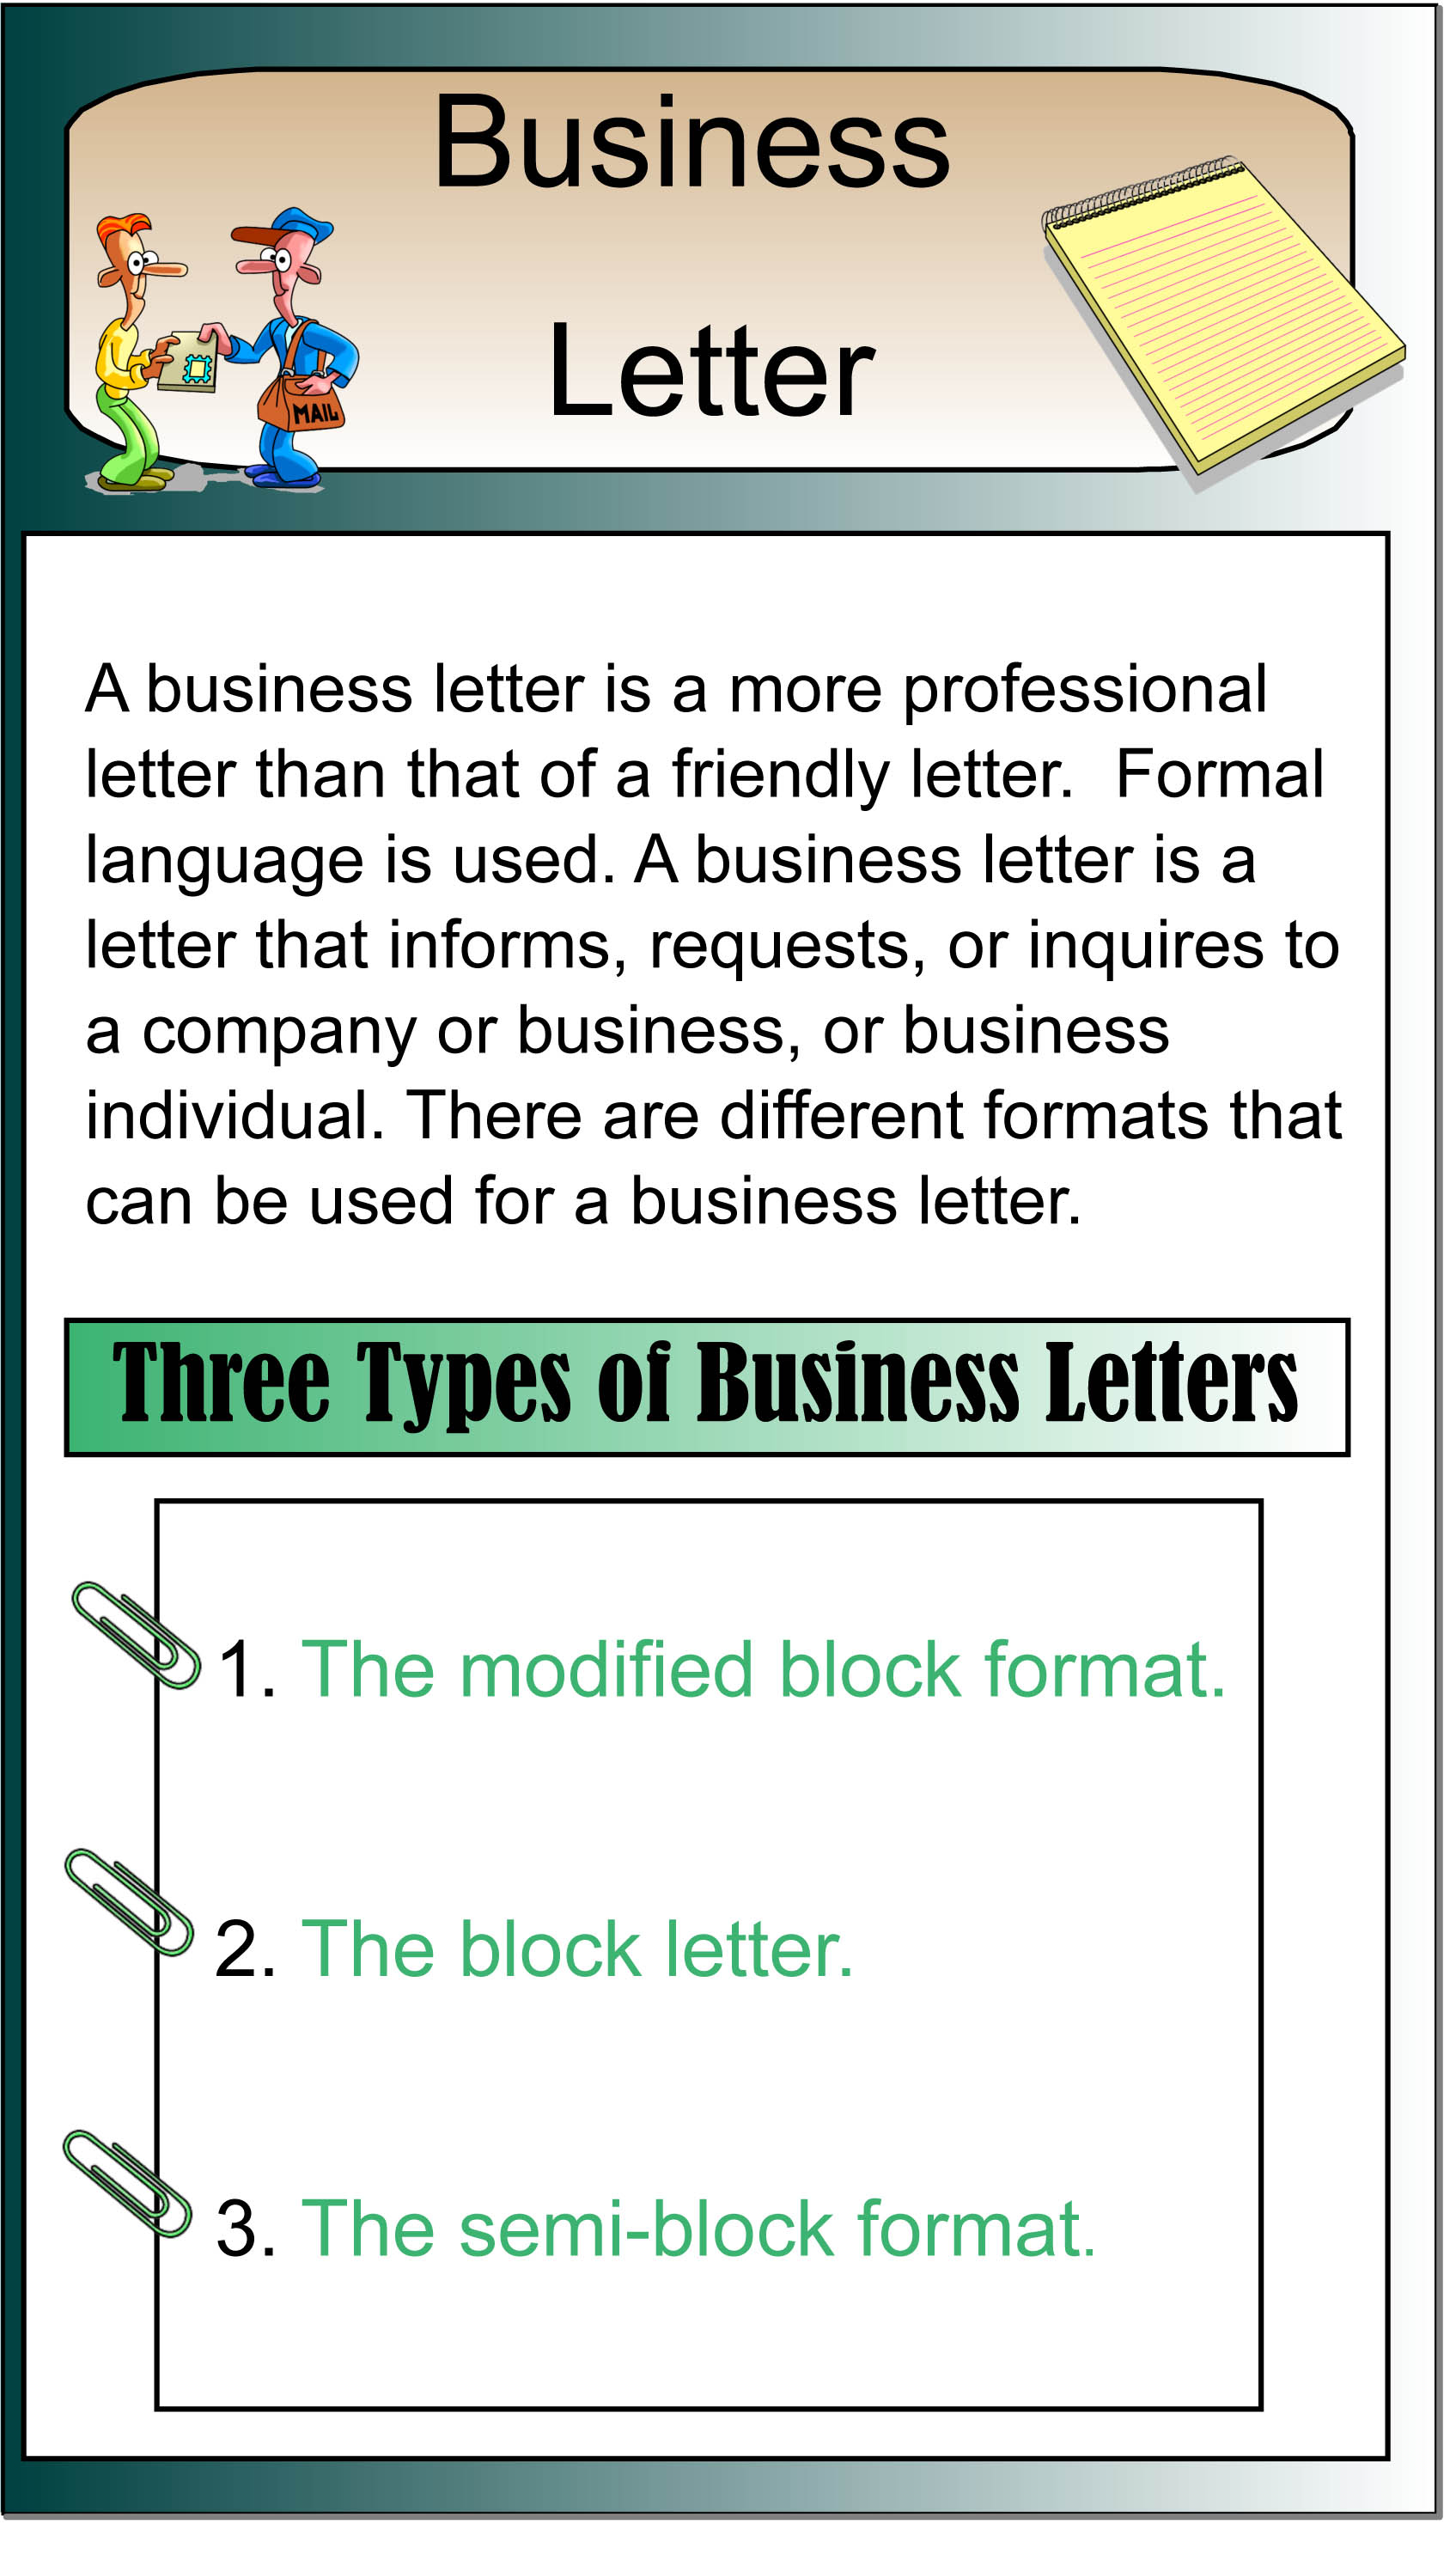 Business
Letter
MAIL
A business letter is a more professional
letter than that of a friendly letter.  Formal
language is used. A business letter is a
letter that informs, requests, or inquires to
a company or business, or business
individual. There are different formats that
can be used for a business letter.
Three Types of Business Letters
1. The modified block format.
2. The block letter.
3. The semi-block format.